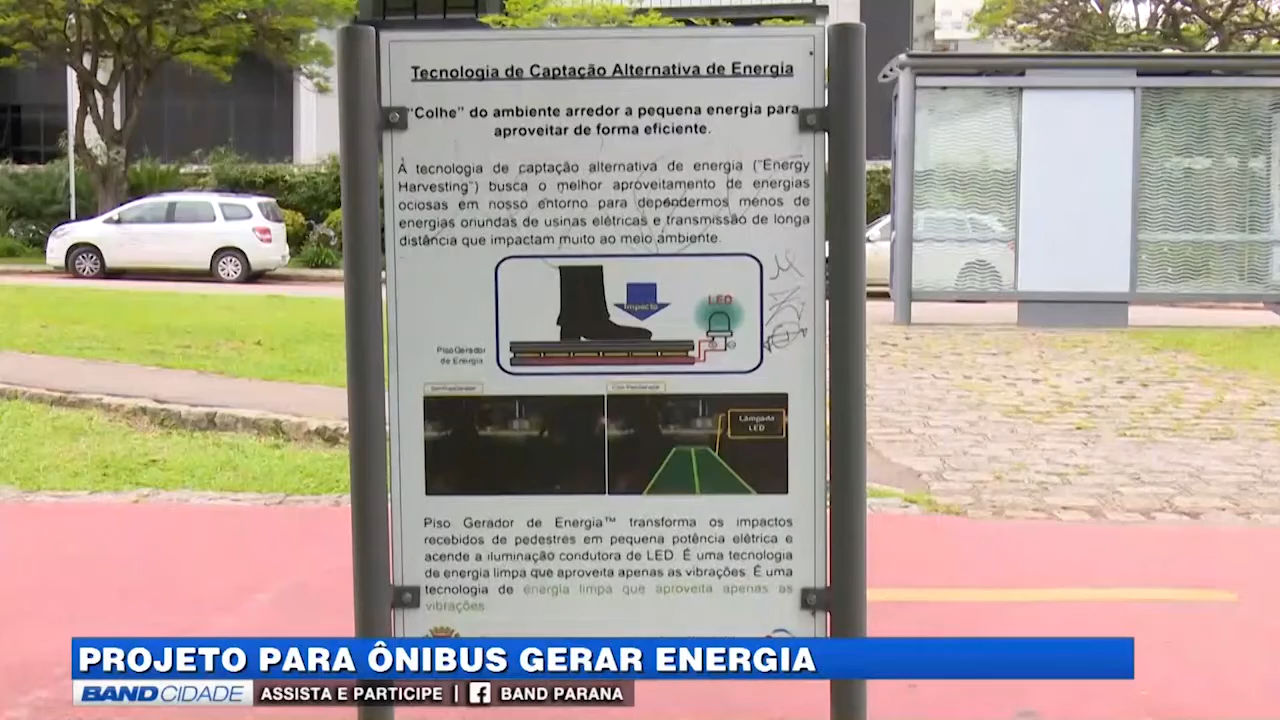 Tecnologia de Captação Alternativa de Energia
"Colhe" do ambiente arredor a pequena energia para
aproveitar de forma eficiente.
À tecnologia de captação alternativa de energia ("Energy
Harvesting") busca o melhor aproveitamento de energias
ociosas em nosso entorno para dependermos menos de
energias oriundas de usinas elétricas e transmissão de longa
distância que impactam muito ao meio ambiente.
Impacto
LED
Piso Gerador
de Energia
Lâmpada
LED
Piso Gerador de Energia™ transforma os impactos
recebidos de pedestres em pequena potência elétrica e
acende a iluminação condutora de LED. É uma tecnologia
de energia limpa que aproveita apenas as vibrações. É uma
tecnologia de energia limpa que aproveita apenas as
vibrações.
PROJETO PARA ÔNIBUS GERAR ENERGIA
BAND CIDADE ASSISTA E PARTICIPE | BAND PARANA